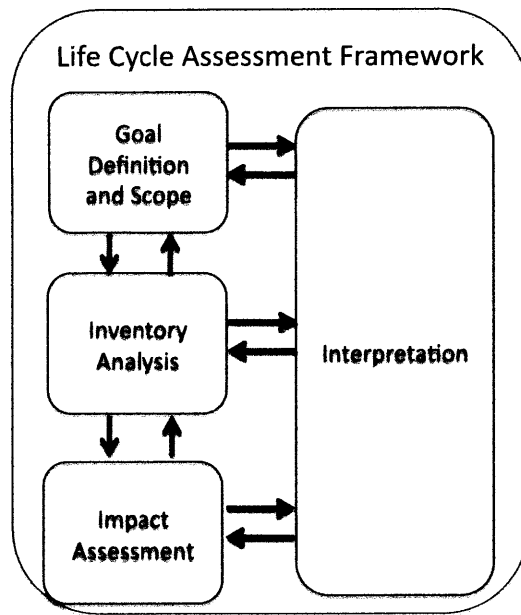 Life Cycle Assessment Framework
Goal
Definition
and Scope
Inventory
Analysis
Interpretation
Impact
Assessment